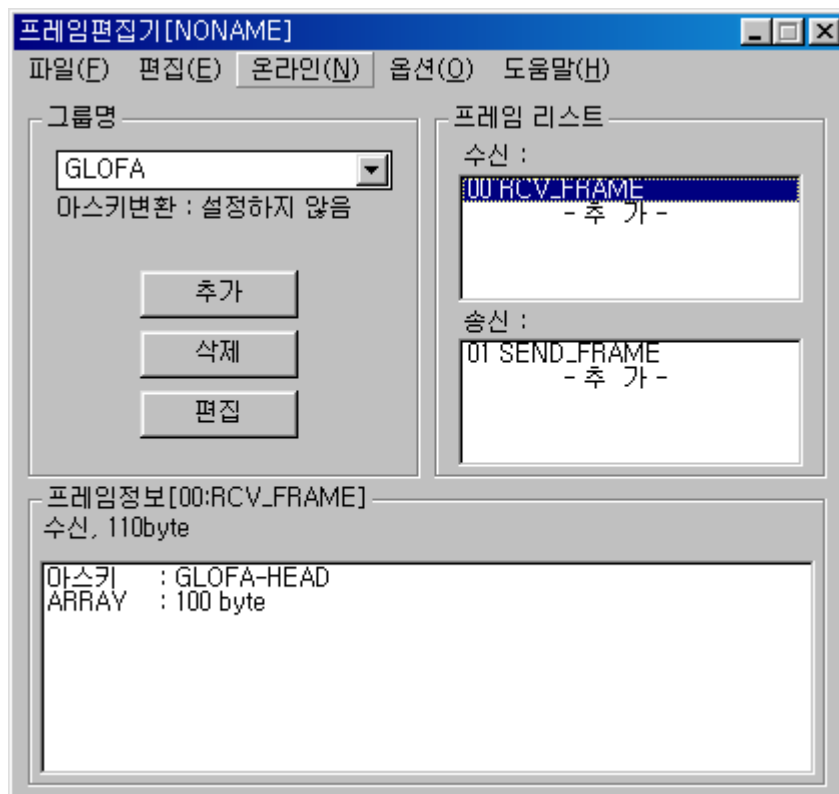 프레임편집기[NONAME]
파일(F) 편집(E) 온라인(N) 옵션(O) 도움말(H)
그룹명
GLOFA
아스키변환 : 설정하지 않음
추가
삭제
편집
프레임 리스트
수신 :
00 RCV_FRAME
- 추 가 -
송신 :
01 SEND_FRAME
- 추 가 -
프레임정보[00:RCV_FRAME]
수신, 110byte
아스키 : GLOFA-HEAD
ARRAY : 100 byte